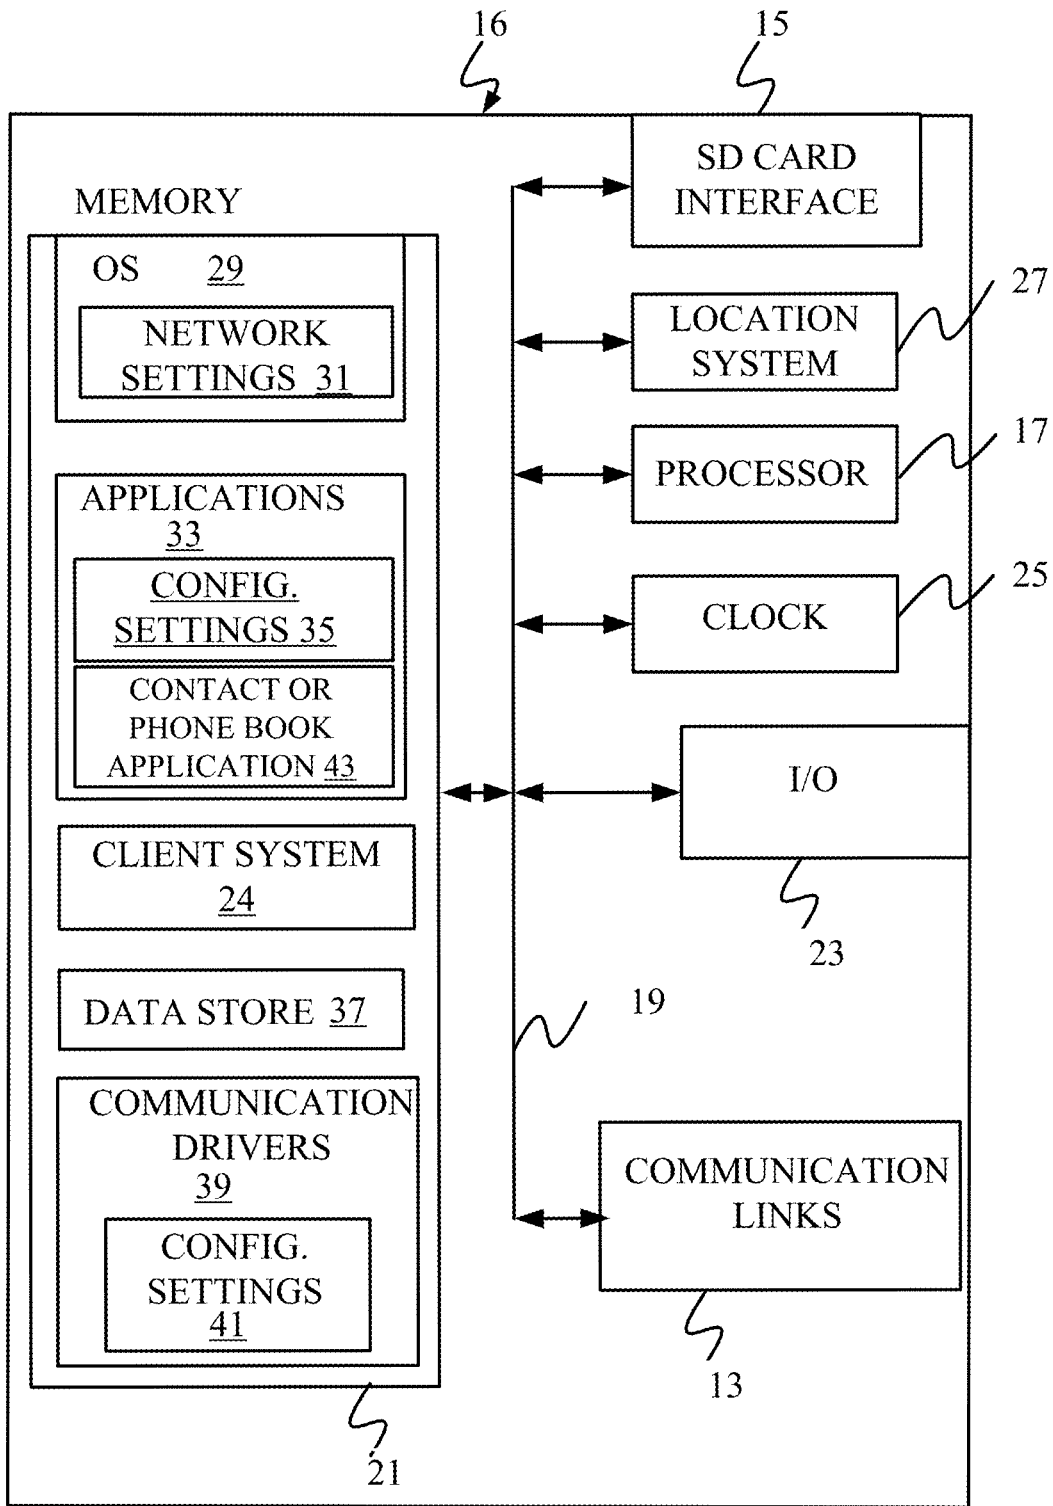 16
15
SD CARD
INTERFACE
MEMORY
OS 29
NETWORK
SETTINGS 31
APPLICATIONS
33
CONFIG.
SETTINGS 35
CONTACT OR
PHONE BOOK
APPLICATION 43
CLIENT SYSTEM
24
DATA STORE 37
COMMUNICATION
DRIVERS
39
CONFIG.
SETTINGS
41
21
LOCATION
SYSTEM
27
PROCESSOR
17
CLOCK
25
I/O
23
19
COMMUNICATION
LINKS
13